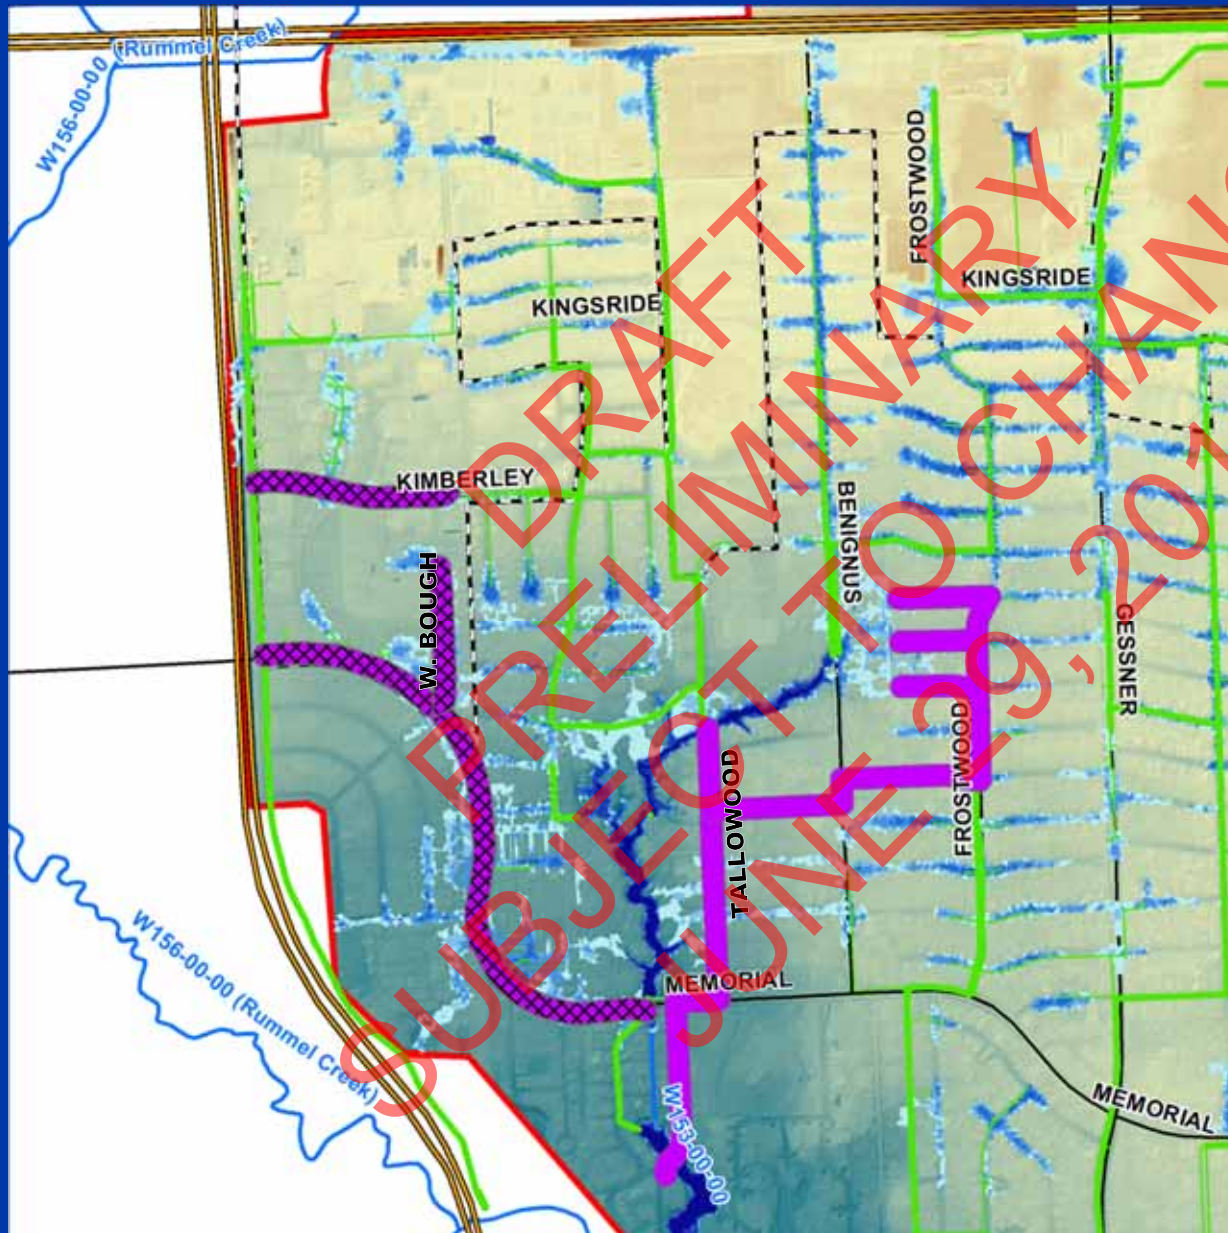 W156-00-00 (Rummel Creek)
FROSTWOOD
KINGSRIDE
KINGSRIDE
KIMBERLEY
BENIGNUS
W. BOUGH
GESSNER
FROSTWOOD
TALLOWOOD
W156-00-00 (Rummel Creek)
MEMORIAL
W153-00-00
MEMORIAL
DRAFT
PRELIMINARY
SUBJECT TO CHANG
JUNE 29, 201